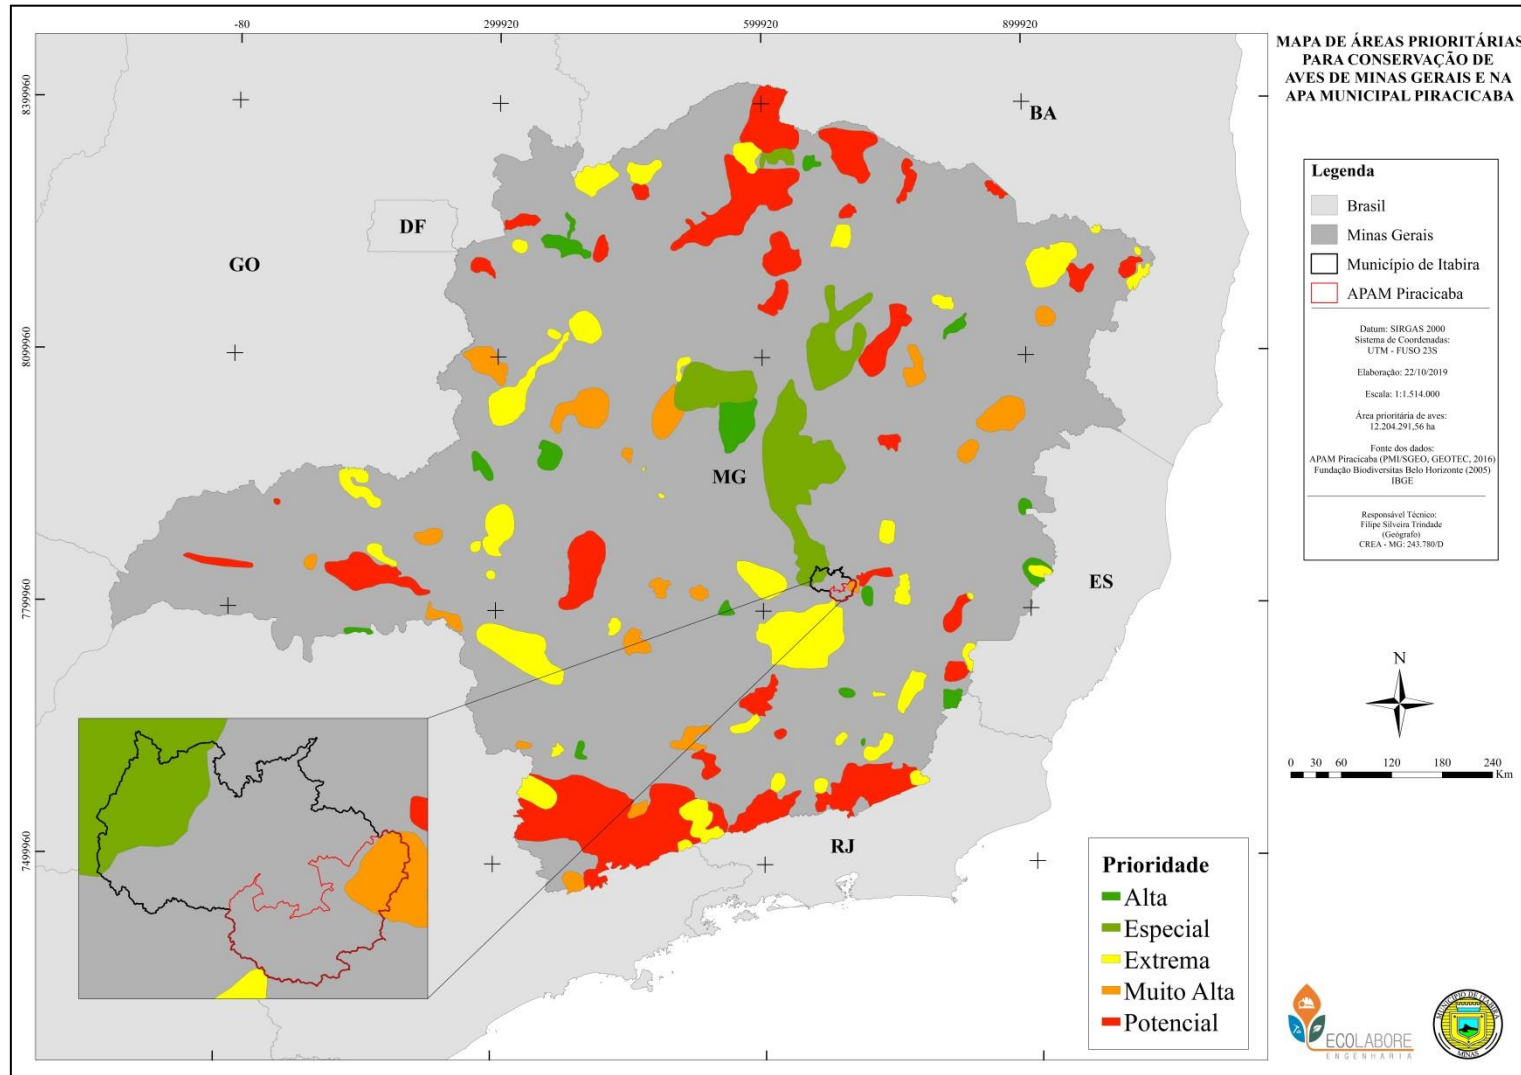 -80
299920
599920
899920
MAPA DE ÁREAS PRIORITÁRIAS
PARA CONSERVAÇÃO DE
AVES DE MINAS GERAIS E NA
APA MUNICIPAL PIRACICABA
8399960
8099960
7799960
7499960
BA
DF
GO
MG
ES
RJ
Legenda
Brasil
Minas Gerais
Município de Itabira
APAM Piracicaba
Datum: SIRGAS 2000
Sistema de Coordenadas:
UTM - FUSO 23S
Elaboração: 22/10/2019
Escala: 1:1.514.000
Área prioritária de aves:
12.204.291,56 ha
Fonte dos dados:
APAM Piracicaba (PMI/SGEO, GEOTEC, 2016)
Fundação Biodiversitas Belo Horizonte (2005)
IBGE
Responsável Técnico:
Filipe Silveira Trindade
(Geógrafo)
CREA - MG: 243.780/D
N
0 30 60 120 180 240
Km
Prioridade
Alta
Especial
Extrema
Muito Alta
Potencial
ECOLABORE
ENGENHARIA
MUNICÍPIO DE ITABIRA
MINAS